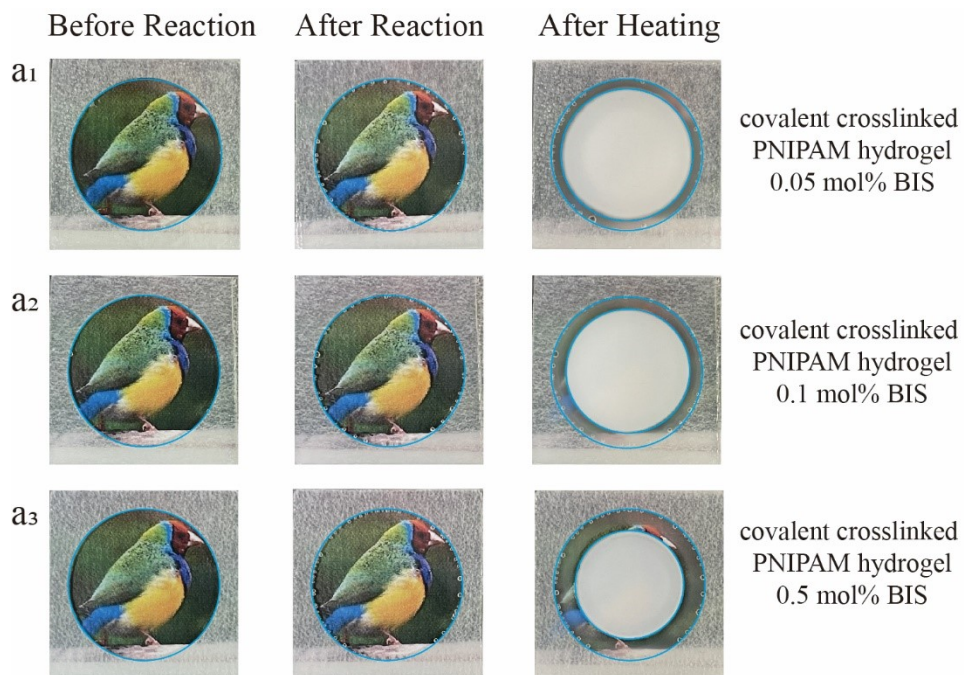 Before Reaction After Reaction After Heating
a1
covalent crosslinked
PNIPAM hydrogel
0.05 mol% BIS
a2
covalent crosslinked
PNIPAM hydrogel
0.1 mol% BIS
a3
covalent crosslinked
PNIPAM hydrogel
0.5 mol% BIS